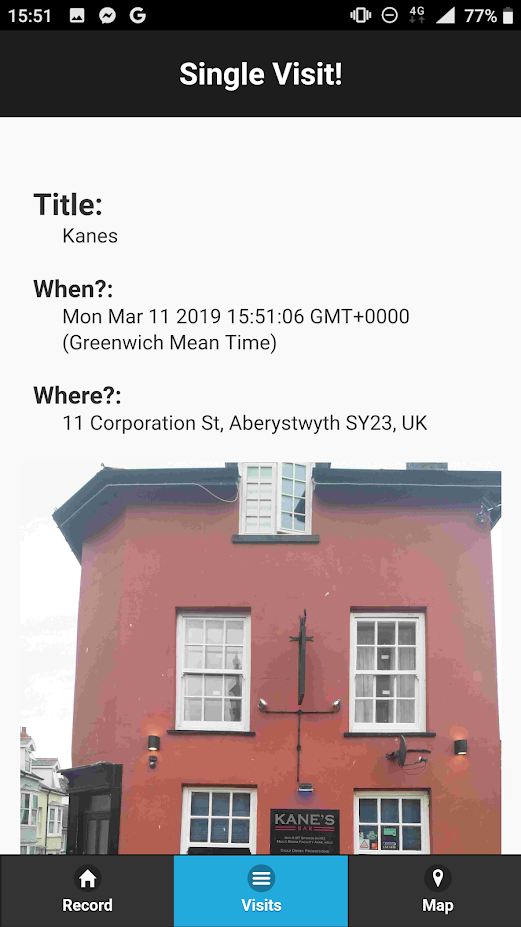 15:51
4G
77%
Single Visit!
Title:
Kanes
When?:
Mon Mar 11 2019 15:51:06 GMT+0000
(Greenwich Mean Time)
Where?:
11 Corporation St, Aberystwyth SY23, UK
KANE'S
BAR
Record
Visits
Map